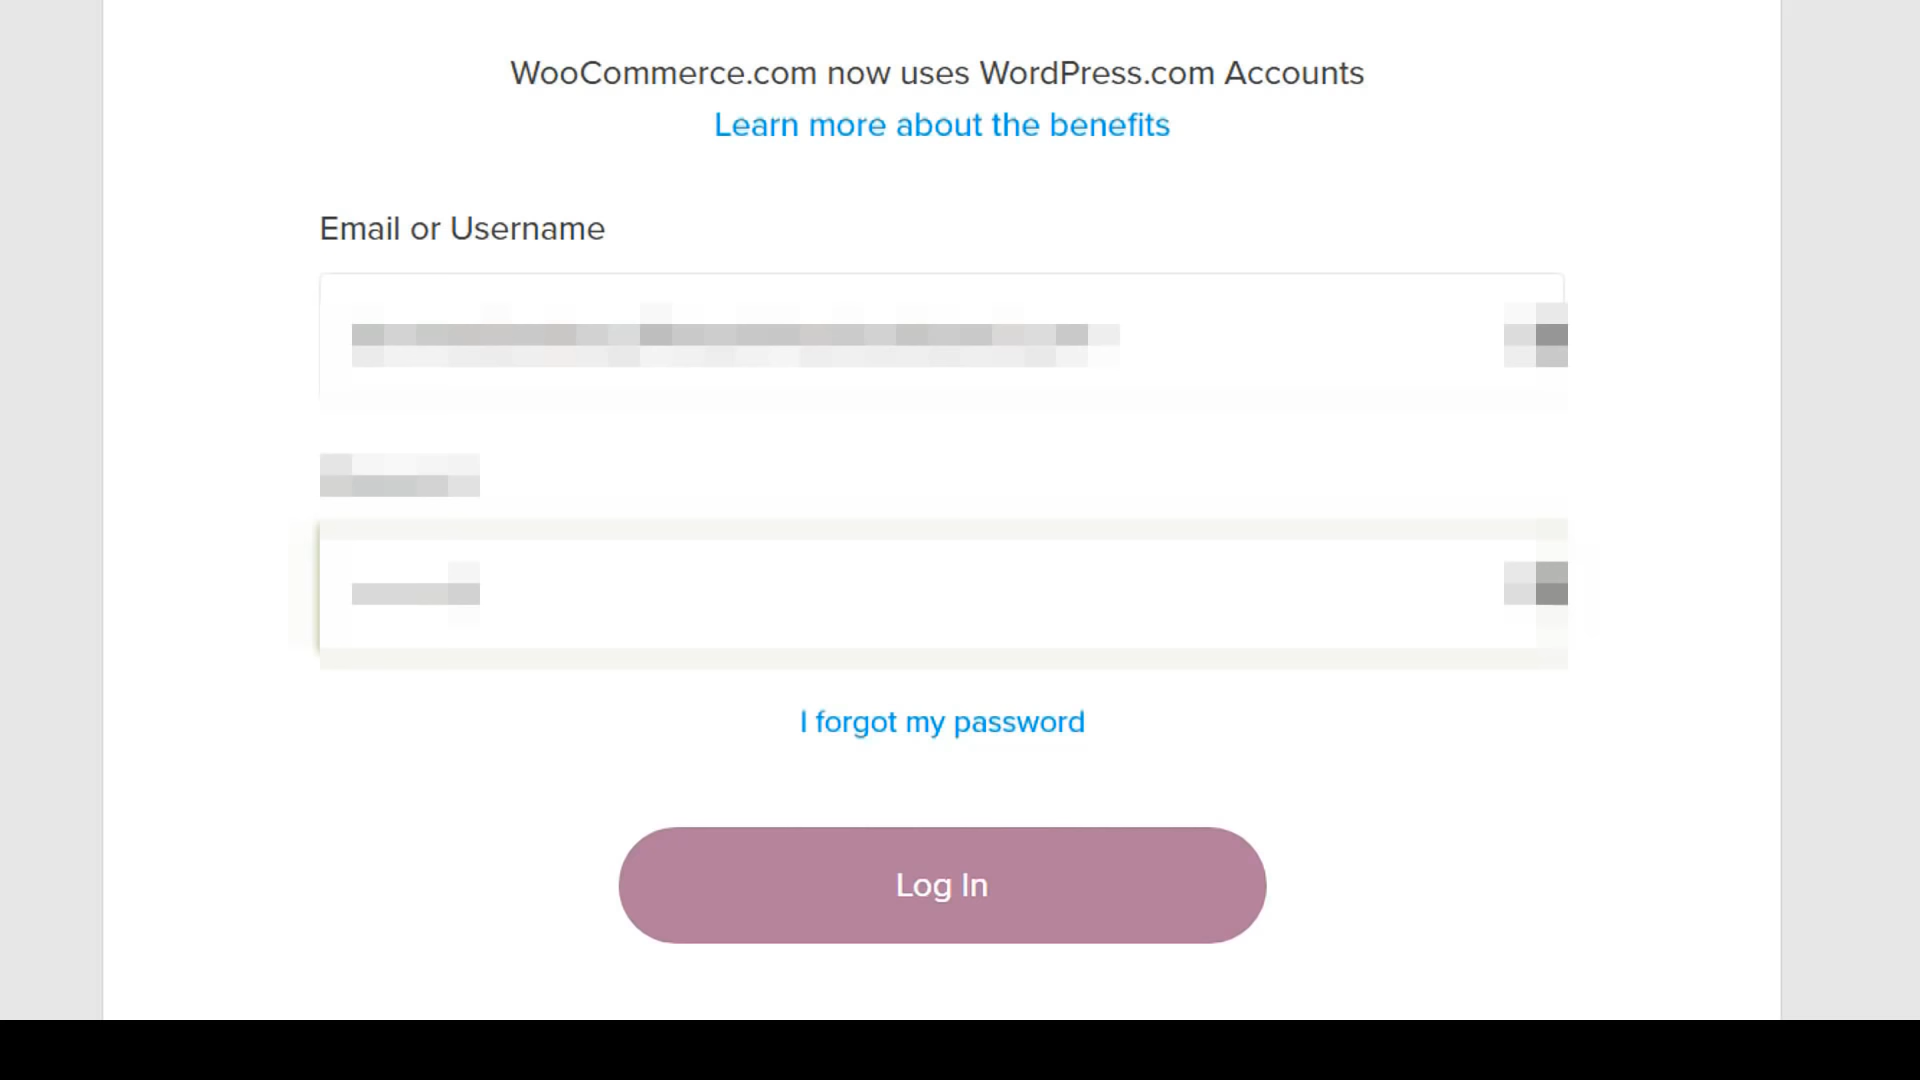 WooCommerce.com now uses WordPress.com Accounts
Learn more about the benefits
Email or Username
I forgot my password
Log In